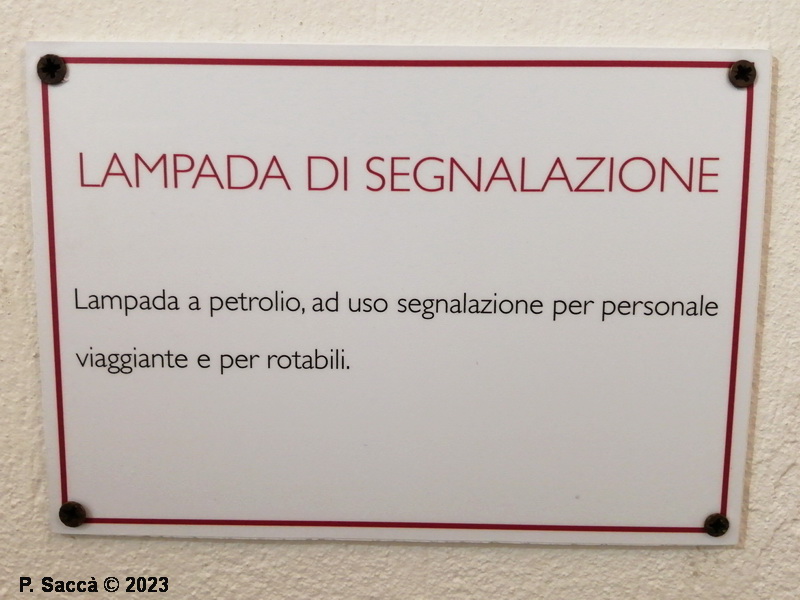 LAMPADA DI SEGNALAZIONE
Lampada a petrolio, ad uso segnalazione per personale
viaggiante e per rotabili.
P. Saccà © 2023